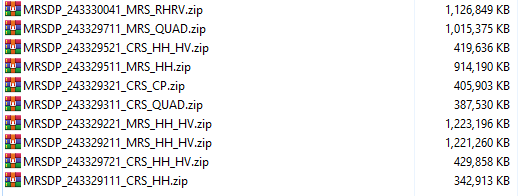 MRSDP_243330041_MRS_RHRV.zip 1,126,849 KB
MRSDP_243329711_MRS_QUAD.zip 1,015,375 KB
MRSDP_243329521_CRS_HH_HV.zip 419,636 KB
MRSDP_243329511_MRS_HH.zip 914,190 KB
MRSDP_243329321_CRS_CP.zip 405,903 KB
MRSDP_243329311_CRS_QUAD.zip 387,530 KB
MRSDP_243329221_MRS_HH_HV.zip 1,223,196 KB
MRSDP_243329211_MRS_HH_HV.zip 1,221,260 KB
MRSDP_243329721_CRS_HH_HV.zip 429,858 KB
MRSDP_243329111_CRS_HH.zip 342,913 KB